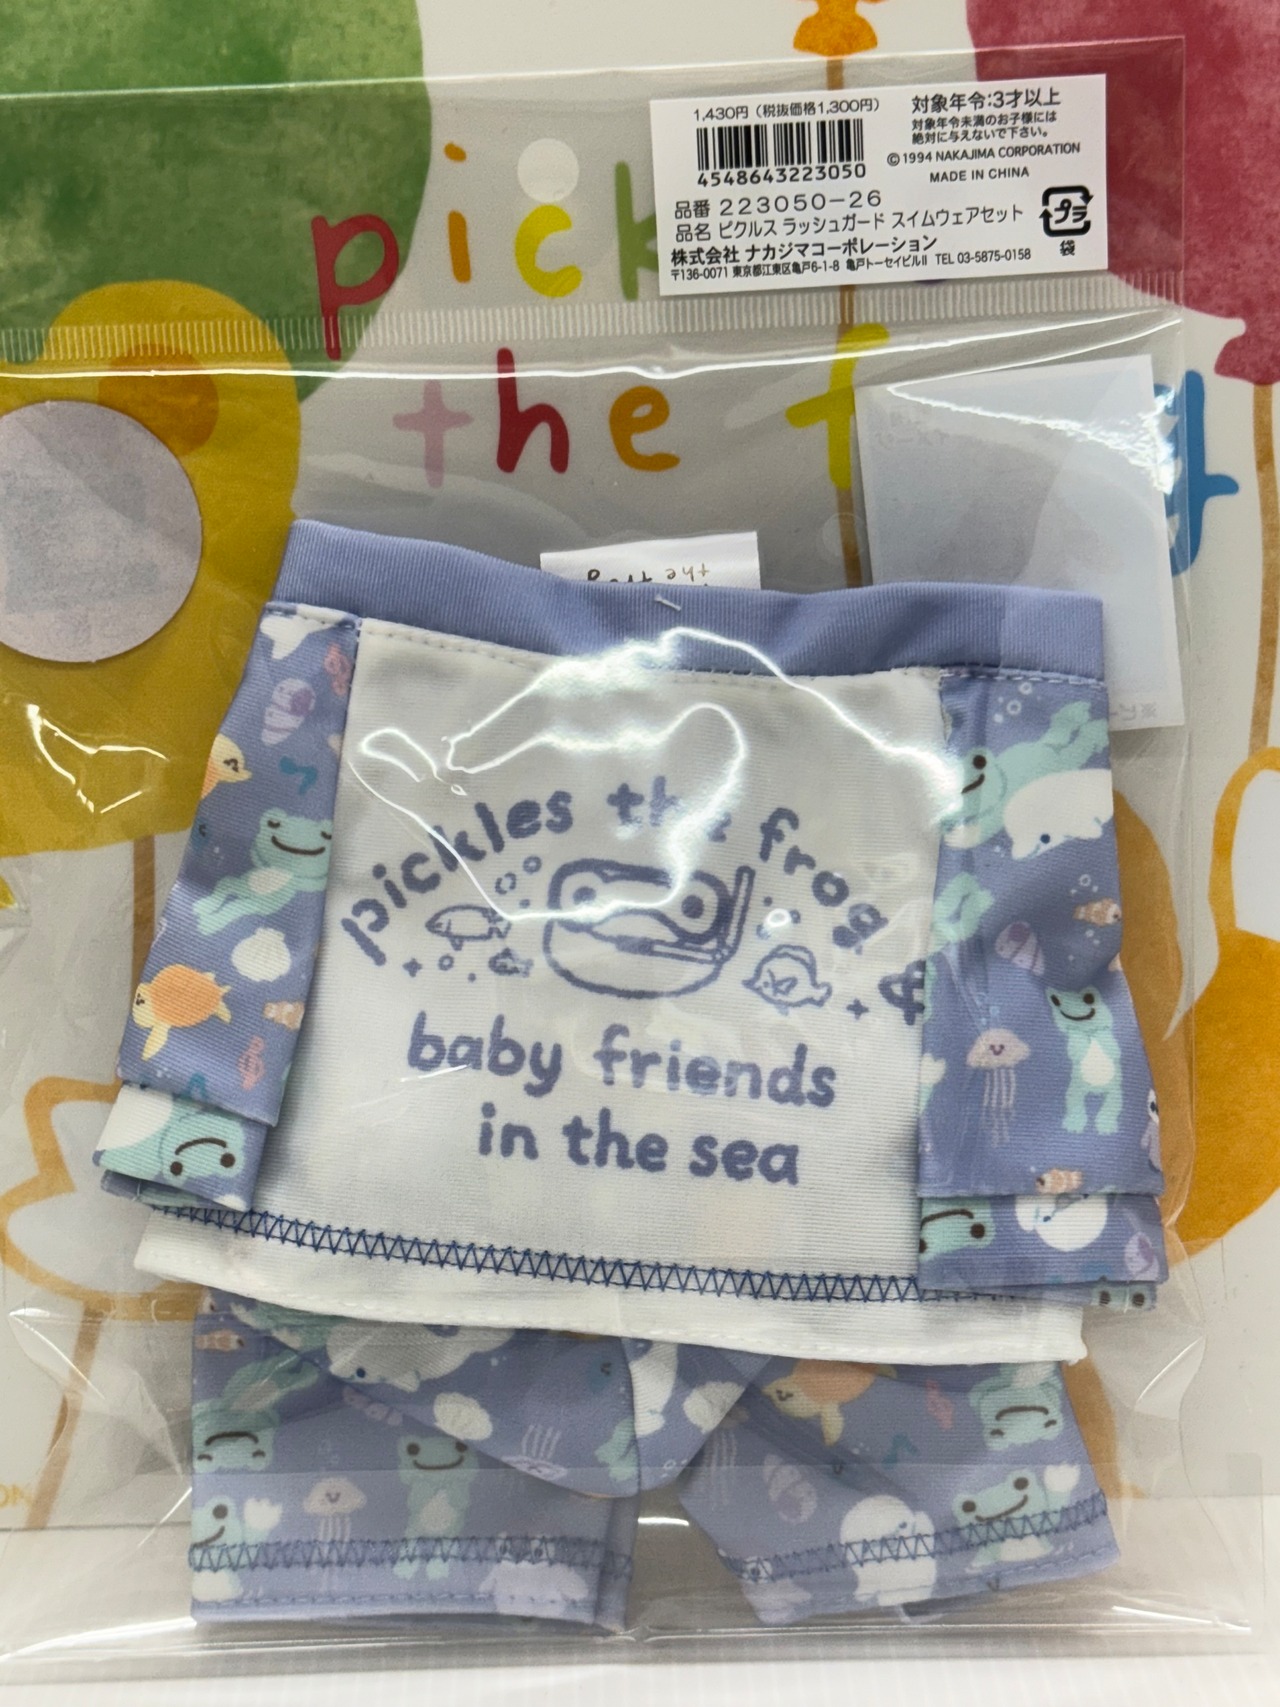 1,430円（税抜価格1,300円）
対象年令:3才以上
対象年令未満のお子様には
絶対に与えないで下さい。
4548643223050
©1994 NAKAJIMA CORPORATION
MADE IN CHINA
品番 223050-26
品名 ピクルス ラッシュガード スイムウェアセット
プラ
袋
株式会社 ナカジマコーポレーション
〒136-0071 東京都江東区亀戸6-1-8 亀戸トーセイビルII TEL 03-5875-0158
pick
the f
the frog
pickles the frog
baby friends
in the sea